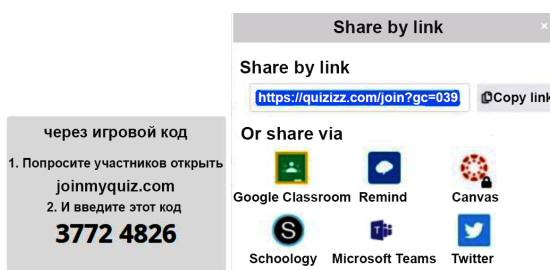 через игровой код
1. Попросите участников открыть
joinmyquiz.com
2. И введите этот код
3772 4826
Share by link
×
Share by link
https://quizizz.com/join?gc=039
Copy link
Or share via
Google Classroom Remind Canvas
S
Schoology Microsoft Teams Twitter